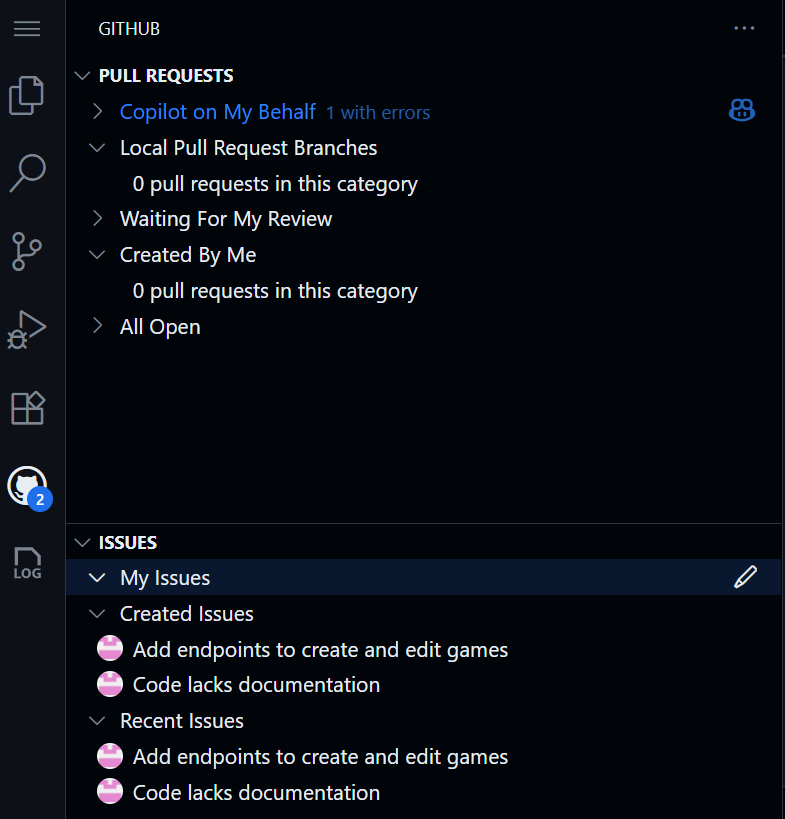 GITHUB
PULL REQUESTS
Copilot on My Behalf 1 with errors
Local Pull Request Branches
0 pull requests in this category
Waiting For My Review
Created By Me
0 pull requests in this category
All Open
2
LOG
ISSUES
My Issues
Created Issues
Add endpoints to create and edit games
Code lacks documentation
Recent Issues
Add endpoints to create and edit games
Code lacks documentation